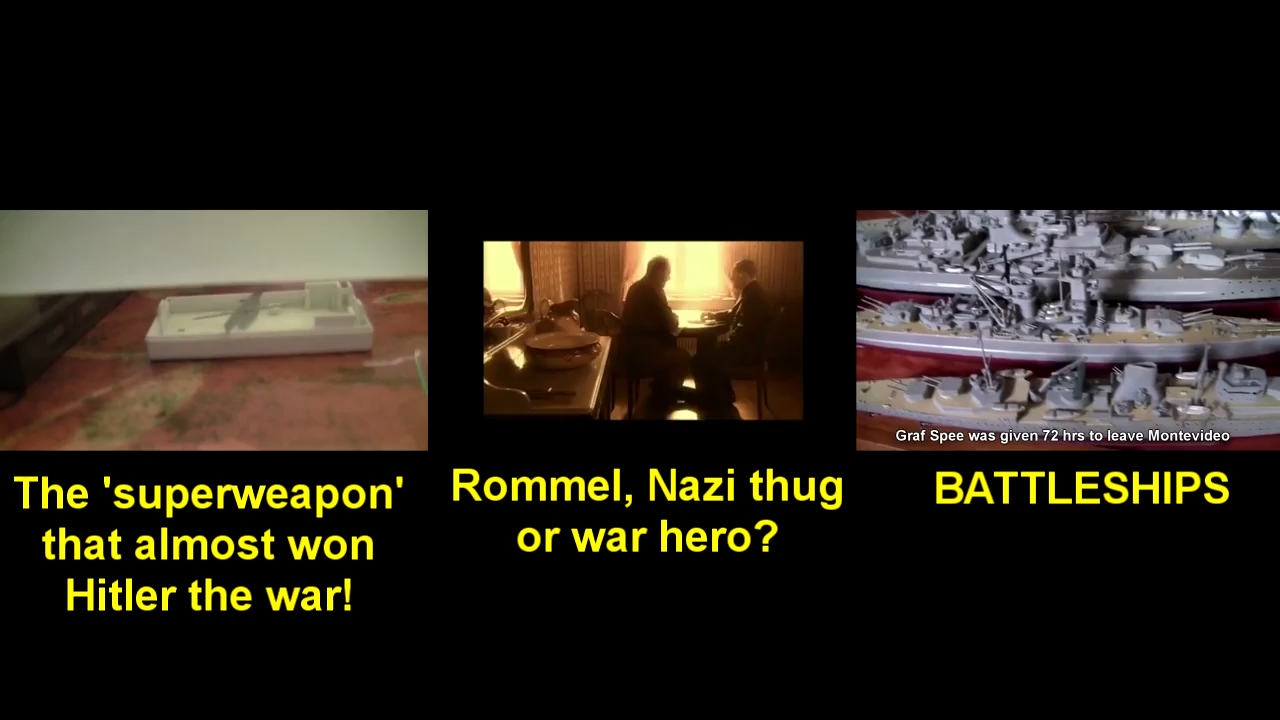 Graf Spee was given 72 hrs to leave Montevideo
The 'superweapon'
that almost won
Hitler the war!
Rommel, Nazi thug
or war hero?
BATTLESHIPS